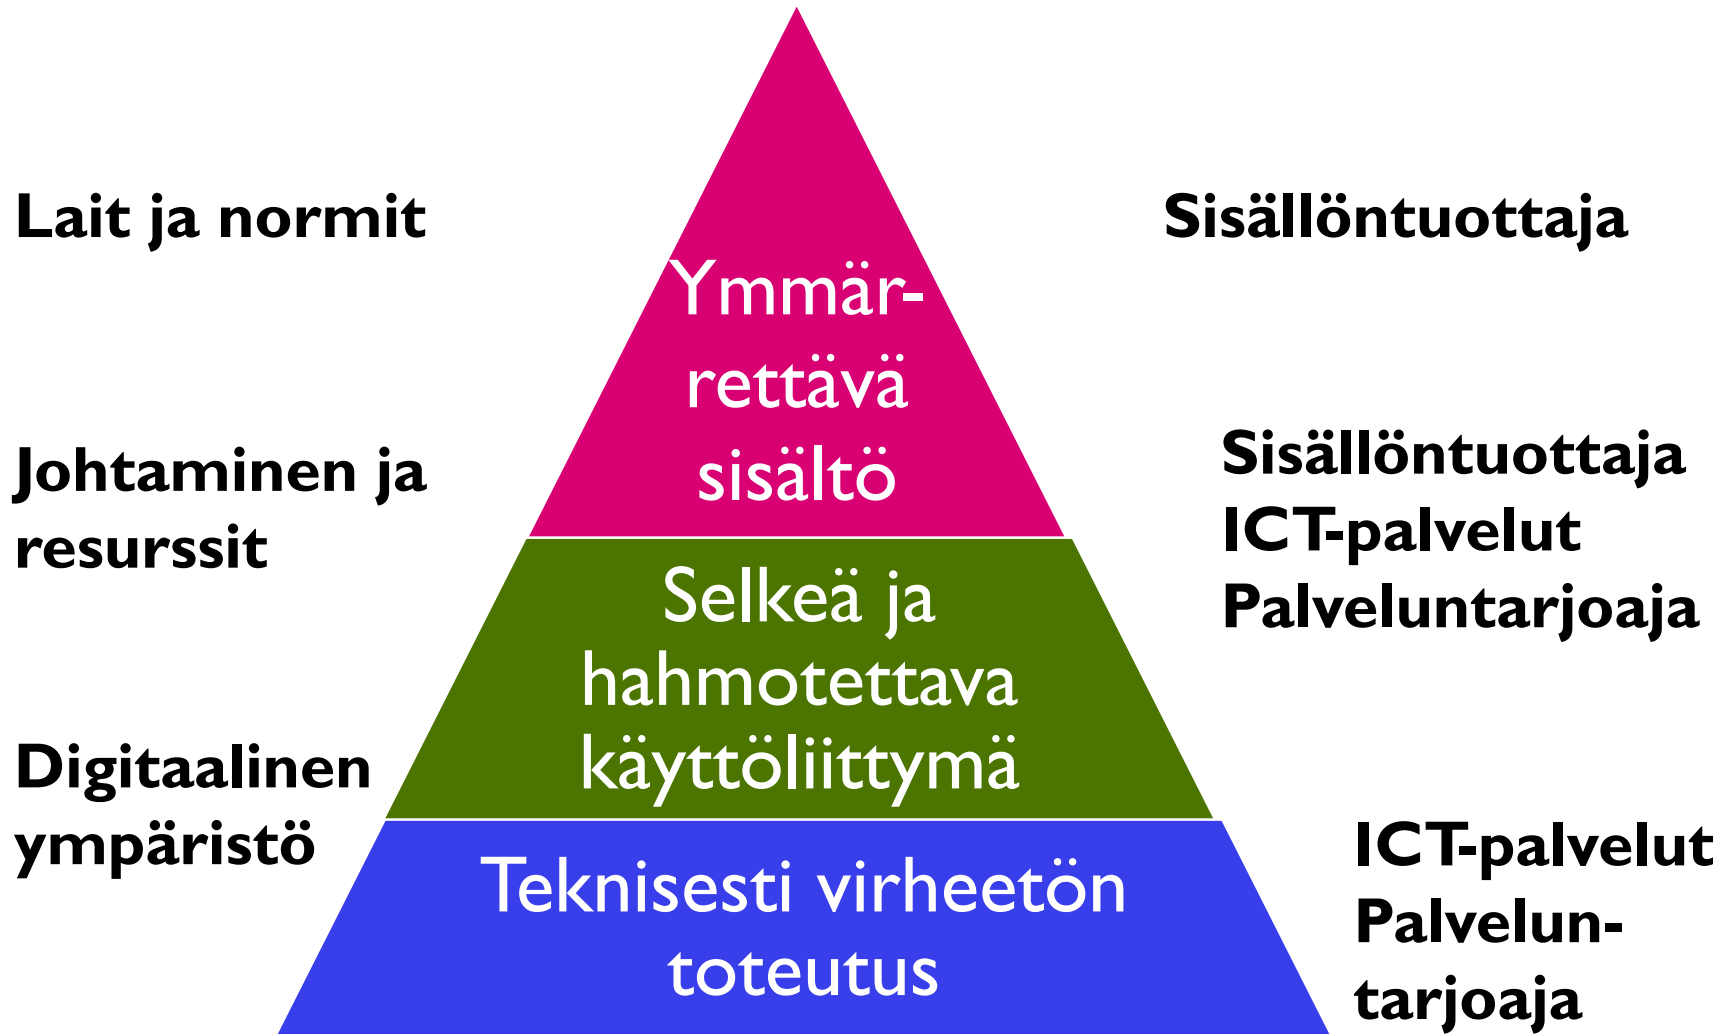 Lait ja normit
Johtaminen ja
resurssit
Digitaalinen
ympäristö
Ymmär-
rettävä
sisältö
Selkeä ja
hahmotettava
käyttöliittymä
Teknisesti virheetön
toteutus
Sisällöntuottaja
Sisällöntuottaja
ICT-palvelut
Palveluntarjoaja
ICT-palvelut
Palvelun-
tarjoaja